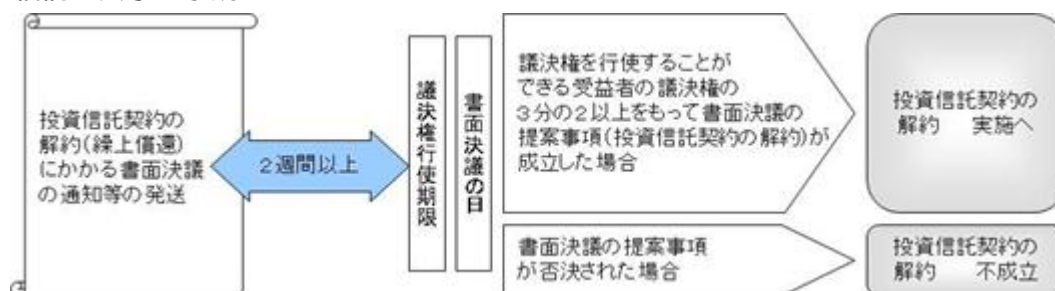 投資信託契約の
解約(繰上償還)
にかかる書面決議
の通知等の発送
2週間以上
議決権行使期限
書面決議の日
議決権を行使することが
できる受益者の議決権の
3分の2以上をもって書面決議の
提案事項(投資信託契約の解約)が
成立した場合
投資信託契約の
解約 実施へ
書面決議の提案事項
が否決された場合
投資信託契約の
解約 不成立